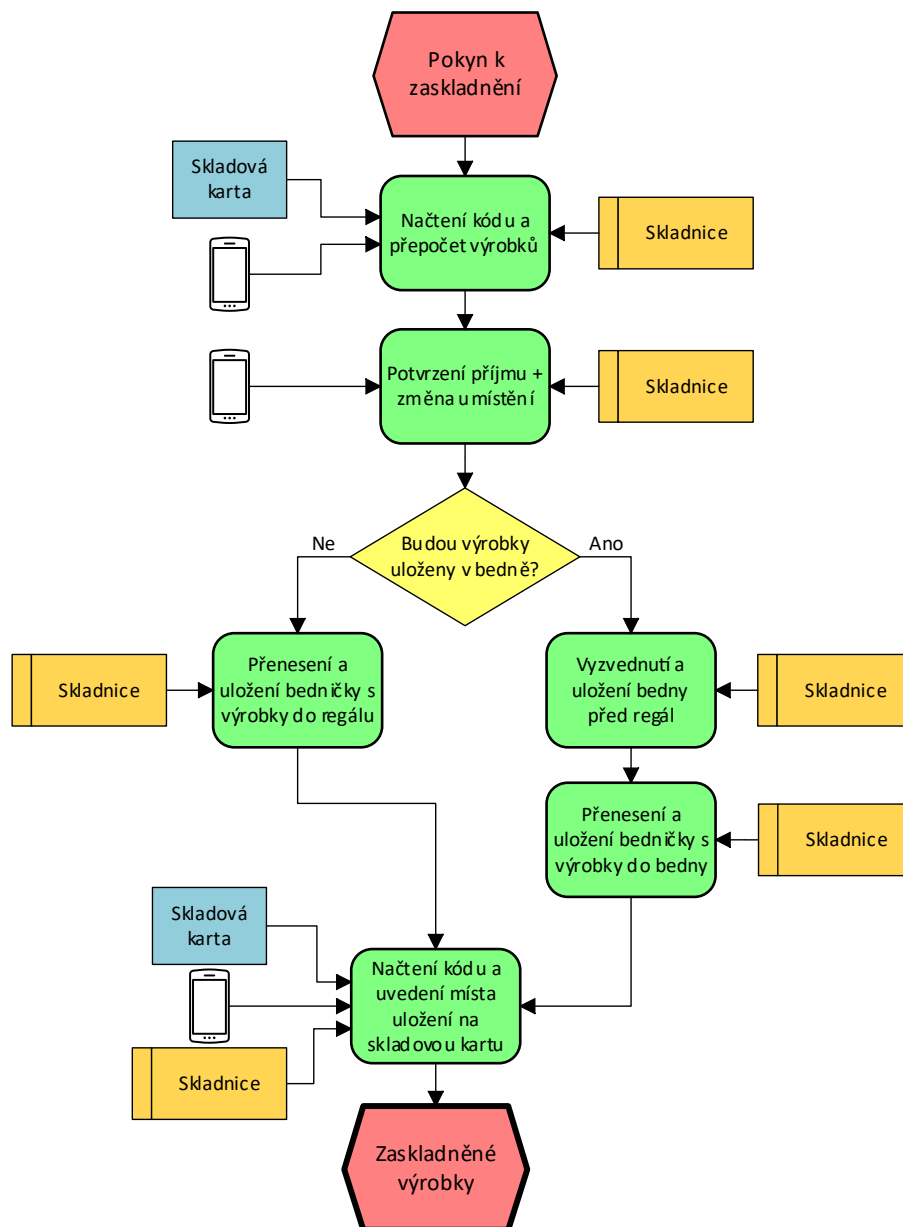 Pokyn k
zaskladnění
Skladová
karta
Načtení kódu a
přepočet výrobků
Skladnice
Potvrzení příjmu +
změna umístění
Skladnice
Ne
Budou výrobky
uloženy v bedně?
Ano
Skladnice
Přenesení a
uložení bedničky s
výrobky do regálu
Vyzvednutí a
uložení bedny
před regál
Skladnice
Přenesení a
uložení bedničky s
výrobky do bedny
Skladnice
Skladová
karta
Načtení kódu a
uvedení místa
uložení na
skladovou kartu
Skladnice
Zaskladněné
výrobky